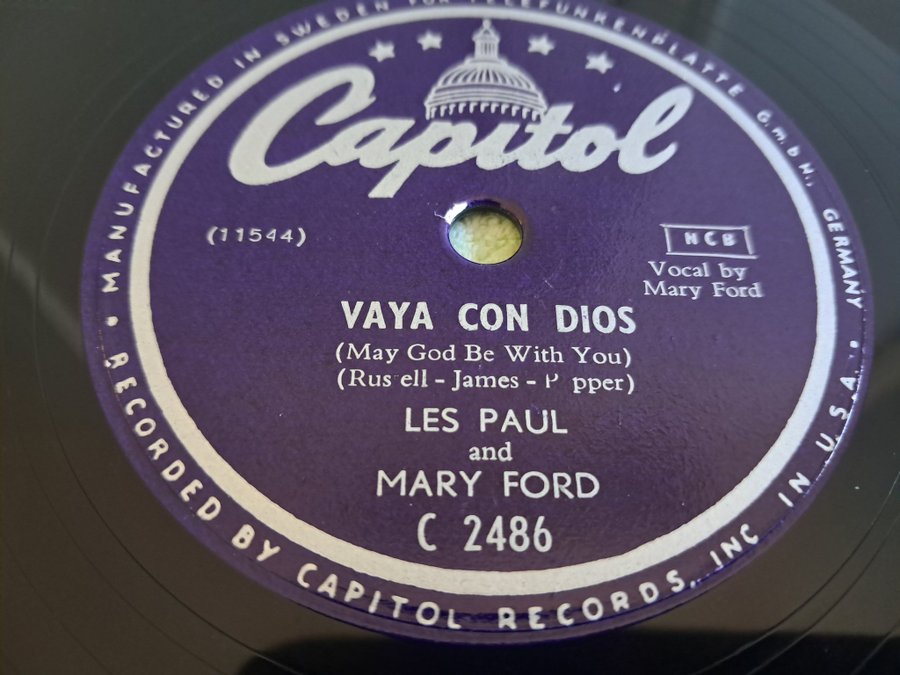 MANUFACTURED IN SWEDEN FOR TELEFUNKENPLATTE G.m.b H., GERMANY
Capitol
(11544)
NCB
Vocal by
Mary Ford
VAYA CON DIOS
(May God Be With You)
(Rus ell - James - P pper)
LES PAUL
and
MARY FORD
C 2486
• RECORDED BY CAPITOL RECORDS, INC IN U.S.A. •